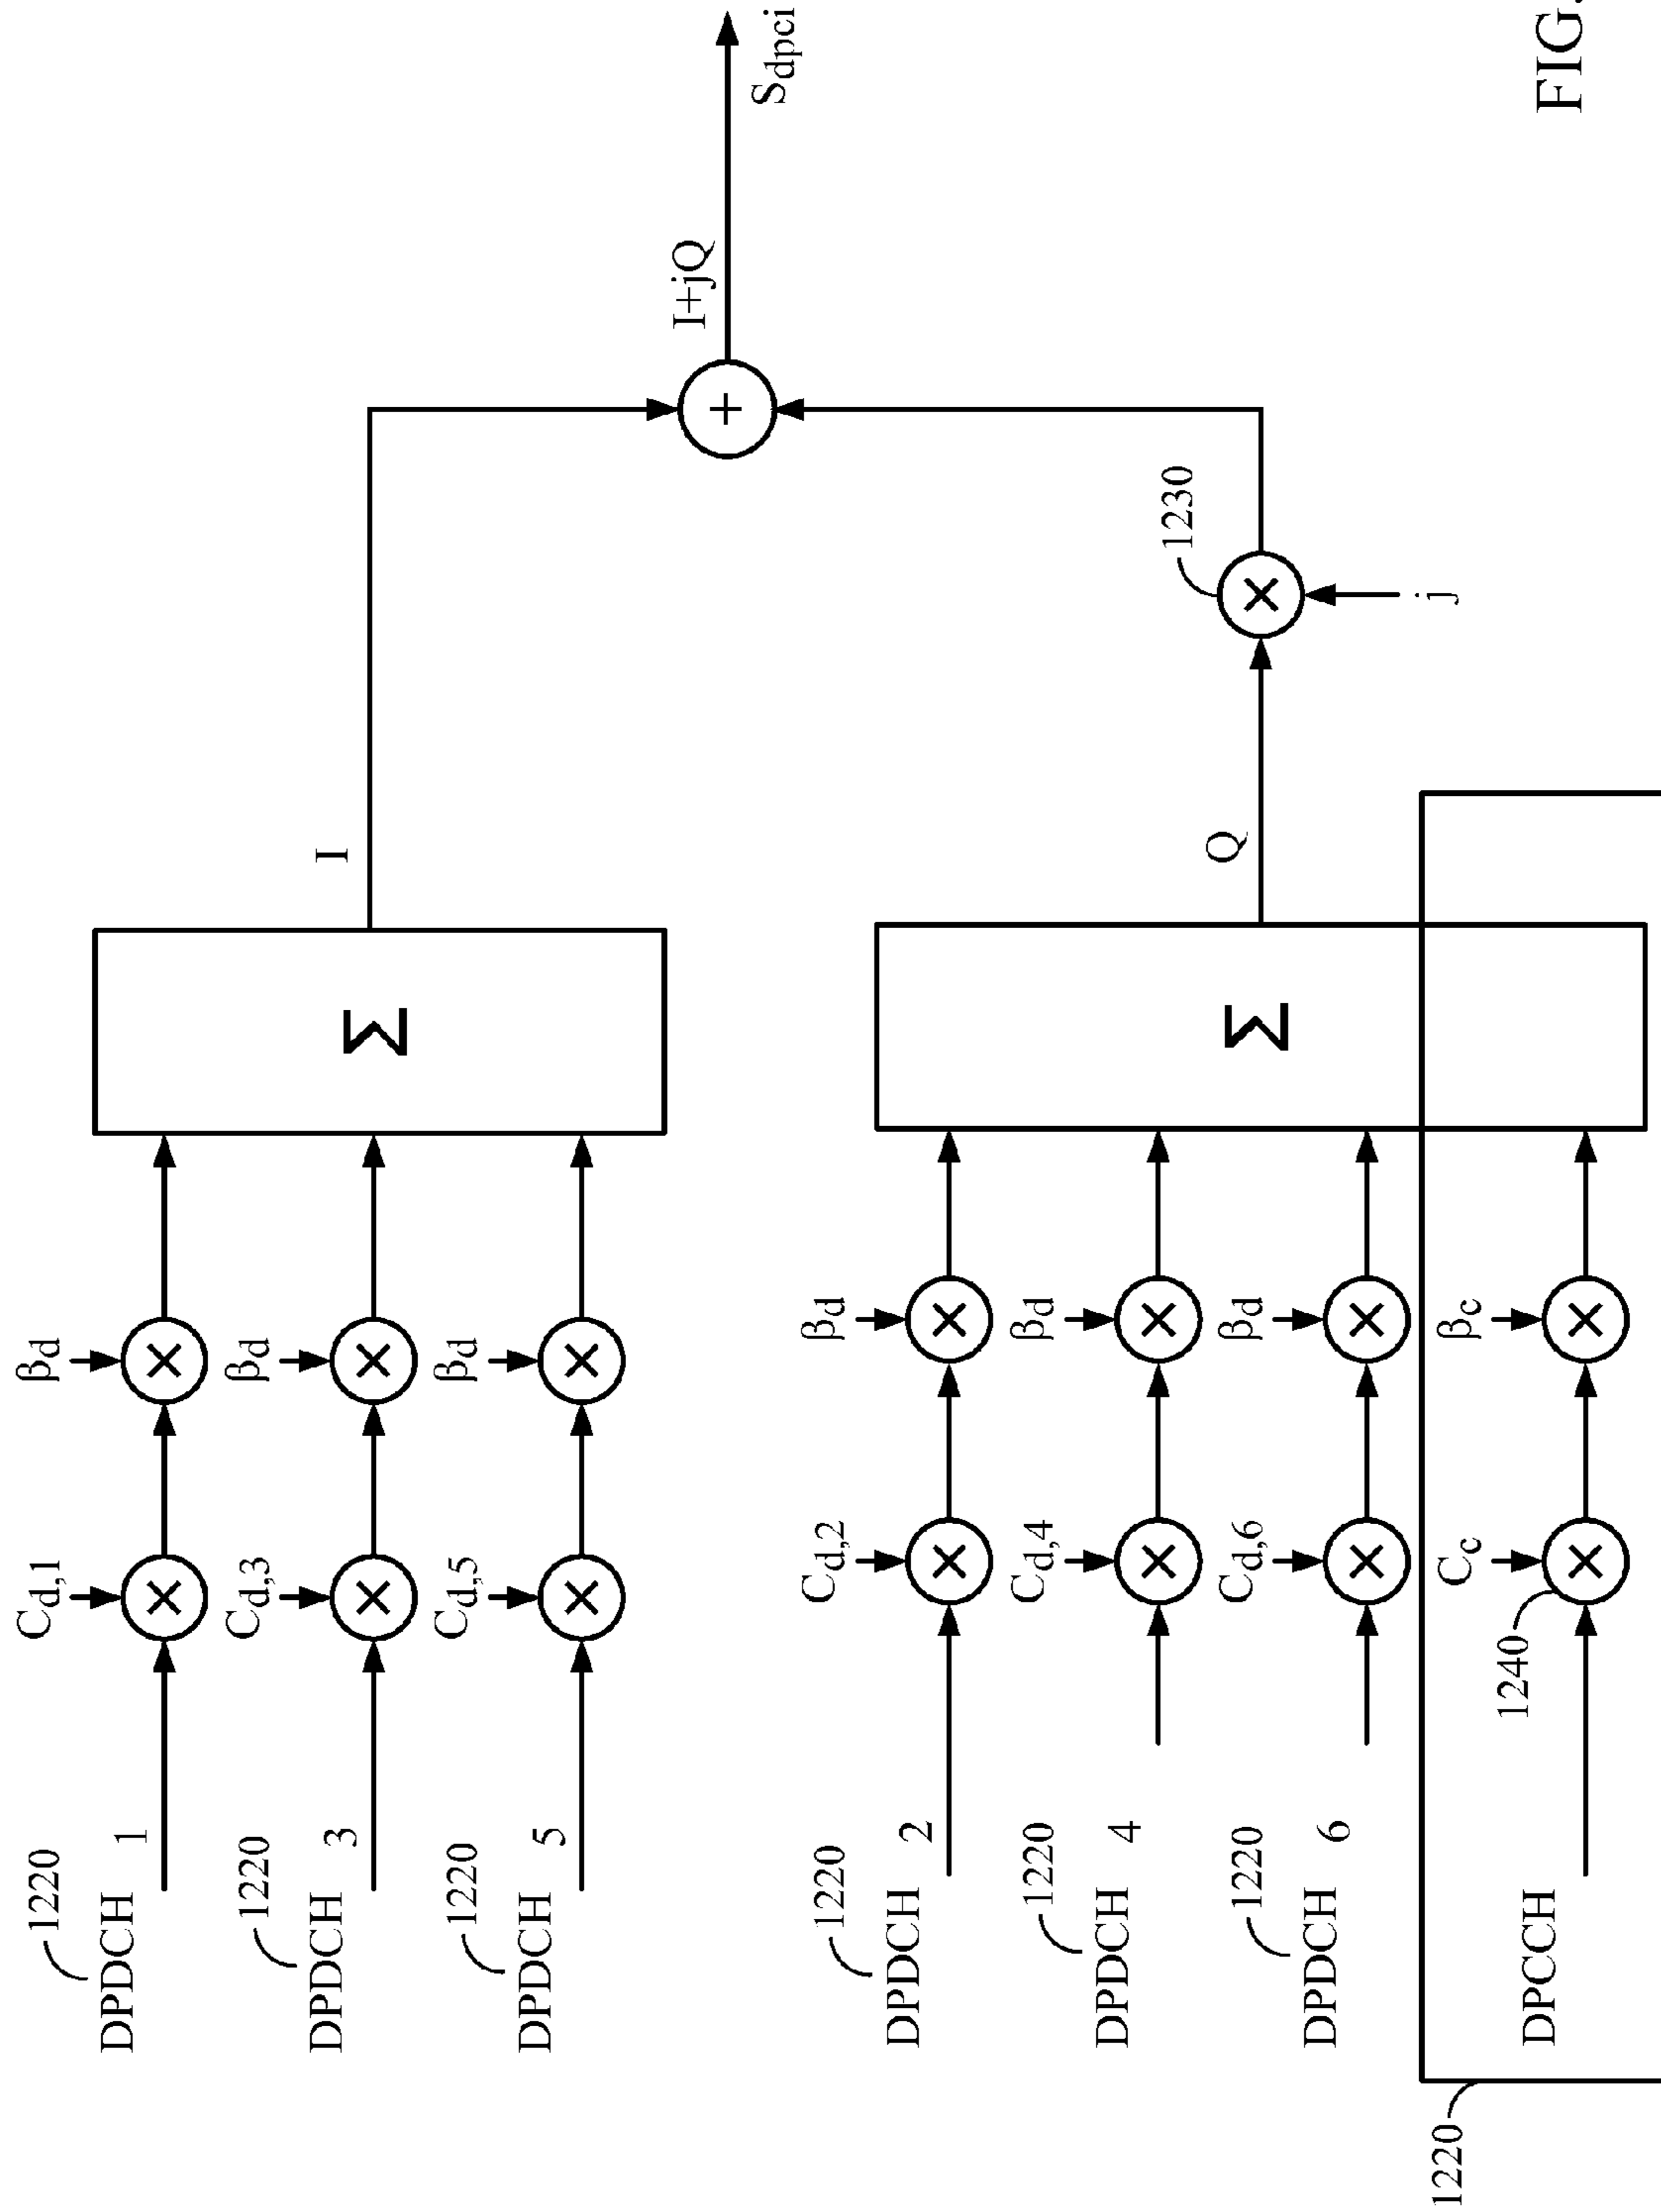 1220
DPDCH 1
C_d,1
β_d
1220
DPDCH 3
C_d,3
β_d
1220
DPDCH 5
C_d,5
β_d
Σ
I
1220
DPDCH 2
C_d,2
β_d
1220
DPDCH 4
C_d,4
β_d
1220
DPDCH 6
C_d,6
β_d
1220
DPCCH
1240
C_c
β_c
Σ
Q
1230
j
+
I+jQ
S_dpci
FIG.